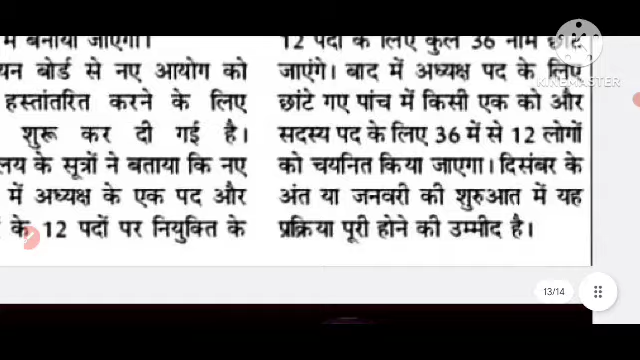 में बनाया जाएगा।
यन बोर्ड से नए आयोग को
हस्तांतरित करने के लिए
शुरू कर दी गई है।
लय के सूत्रों ने बताया कि नए
में अध्यक्ष के एक पद और
के 12 पदों पर नियुक्ति के
12 पदों के लिए कुल 36 नाम छांटे
जाएंगे। बाद में अध्यक्ष पद के लिए
छांटे गए पांच में किसी एक को और
सदस्य पद के लिए 36 में से 12 लोगों
को चयनित किया जाएगा। दिसंबर के
अंत या जनवरी की शुरुआत में यह
प्रक्रिया पूरी होने की उम्मीद है।
KINEMASTER
13/14